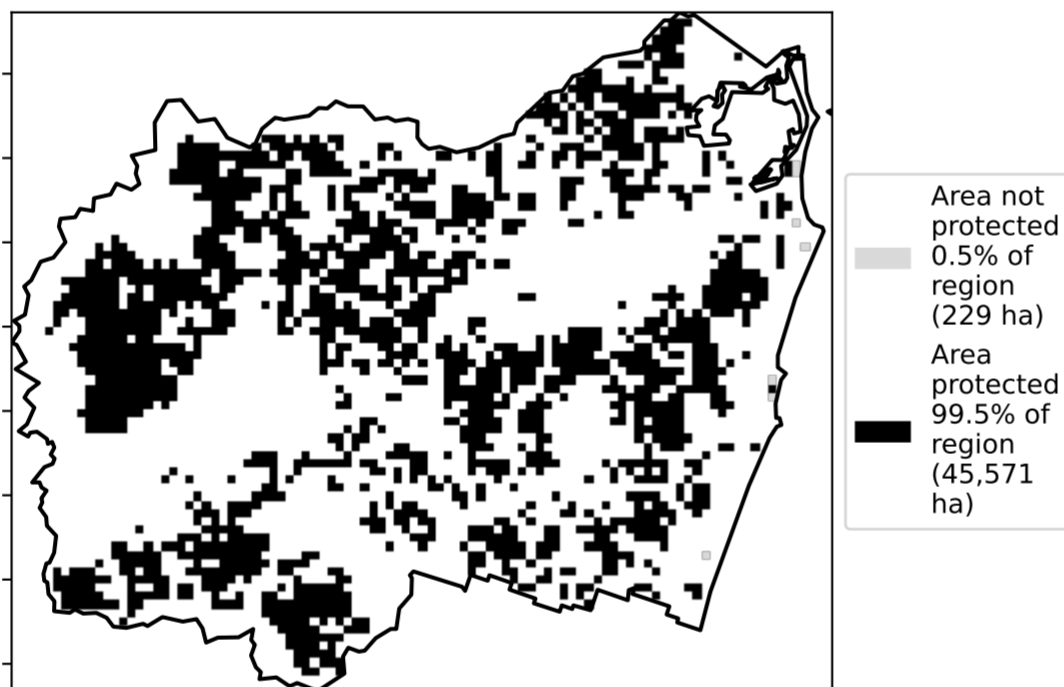 Area not
protected
0.5% of
region
(229 ha)
Area
protected
99.5% of
region
(45,571
ha)